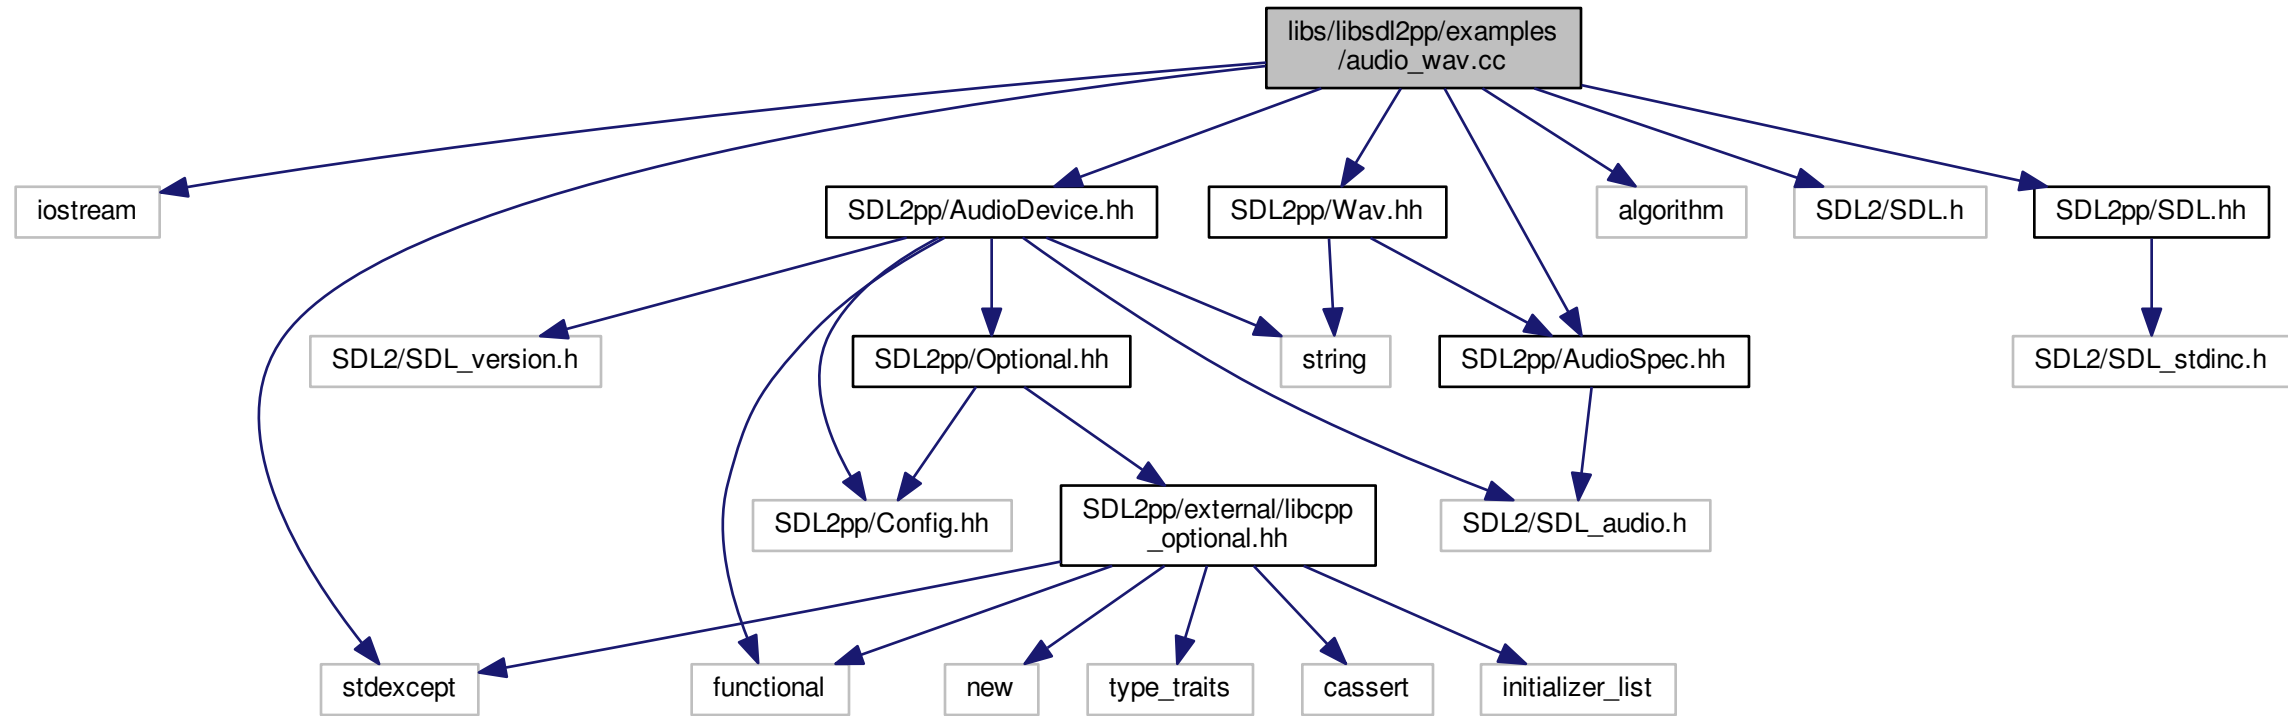 libs/libsdl2pp/examples
/audio_wav.cc
iostream
SDL2pp/AudioDevice.hh
SDL2pp/Wav.hh
algorithm
SDL2/SDL.h
SDL2pp/SDL.hh
SDL2/SDL_version.h
SDL2pp/Optional.hh
string
SDL2pp/AudioSpec.hh
SDL2/SDL_stdinc.h
SDL2pp/Config.hh
SDL2pp/external/libcpp
_optional.hh
SDL2/SDL_audio.h
stdexcept
functional
new
type_traits
cassert
initializer_list